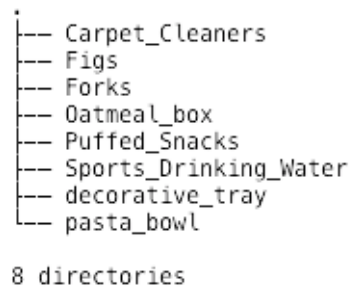 .
├── Carpet_Cleaners
├── Figs
├── Forks
├── Oatmeal_box
├── Puffed_Snacks
├── Sports_Drinking_Water
├── decorative_tray
└── pasta_bowl
8 directories